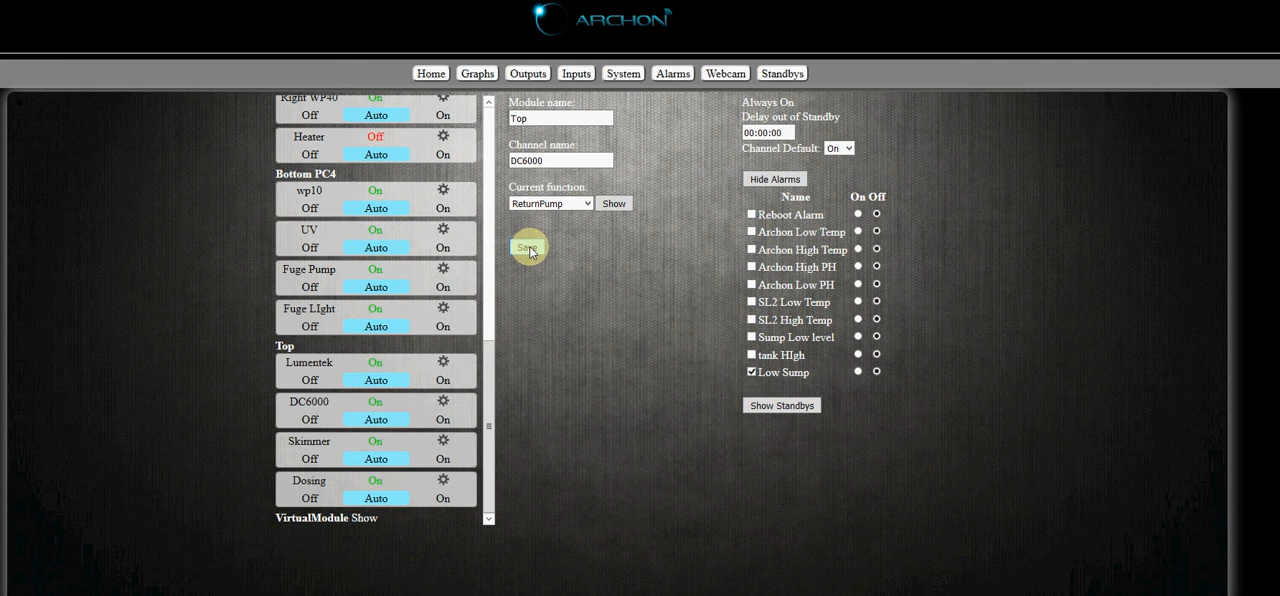 ARCHON
Home Graphs Outputs Inputs System Alarms Webcam Standbys
Right WP40 On
Off Auto On
Heater Off
Off Auto On
Bottom PC4
wp10 On
Off Auto On
UV On
Off Auto On
Fuge Pump On
Off Auto On
Fuge LIght On
Off Auto On
Top
Lumentek On
Off Auto On
DC6000 On
Off Auto On
Skimmer On
Off Auto On
Dosing On
Off Auto On
VirtualModule Show
Module name:
Top
Channel name:
DC6000
Current function:
ReturnPump Show
Save
Always On
Delay out of Standby
00:00:00
Channel Default: On
Hide Alarms
Name On Off
Reboot Alarm
Archon Low Temp
Archon High Temp
Archon High PH
Archon Low PH
SL2 Low Temp
SL2 High Temp
Sump Low level
tank HIgh
Low Sump
Show Standbys